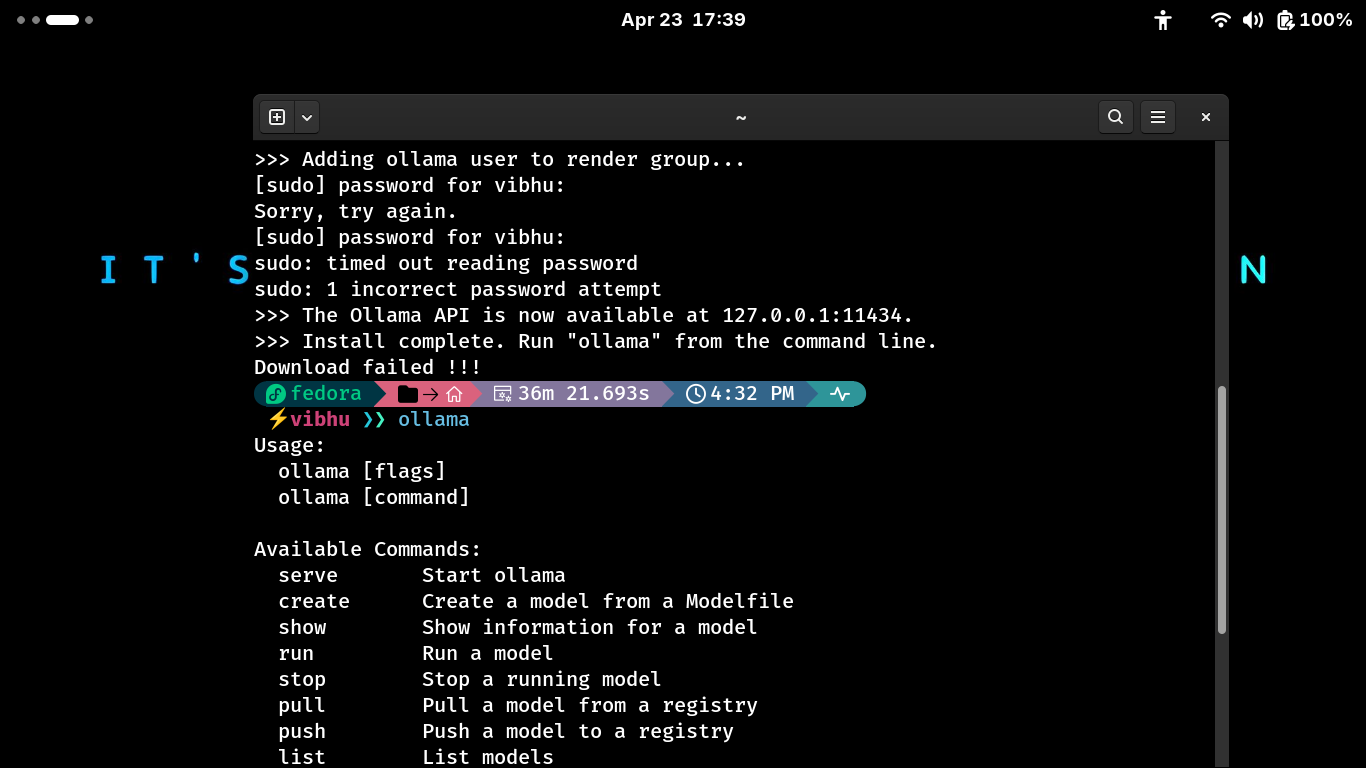 Apr 23 17:39
100%
~
>>> Adding ollama user to render group...
[sudo] password for vibhu:
Sorry, try again.
[sudo] password for vibhu:
I T ' S
N
sudo: timed out reading password
sudo: 1 incorrect password attempt
>>> The Ollama API is now available at 127.0.0.1:11434.
>>> Install complete. Run "ollama" from the command line.
Download failed !!!
fedora → 36m 21.693s 4:32 PM
⚡vibhu ❯❯ ollama
Usage:
  ollama [flags]
  ollama [command]
Available Commands:
  serve       Start ollama
  create      Create a model from a Modelfile
  show        Show information for a model
  run         Run a model
  stop        Stop a running model
  pull        Pull a model from a registry
  push        Push a model to a registry
  list        List models